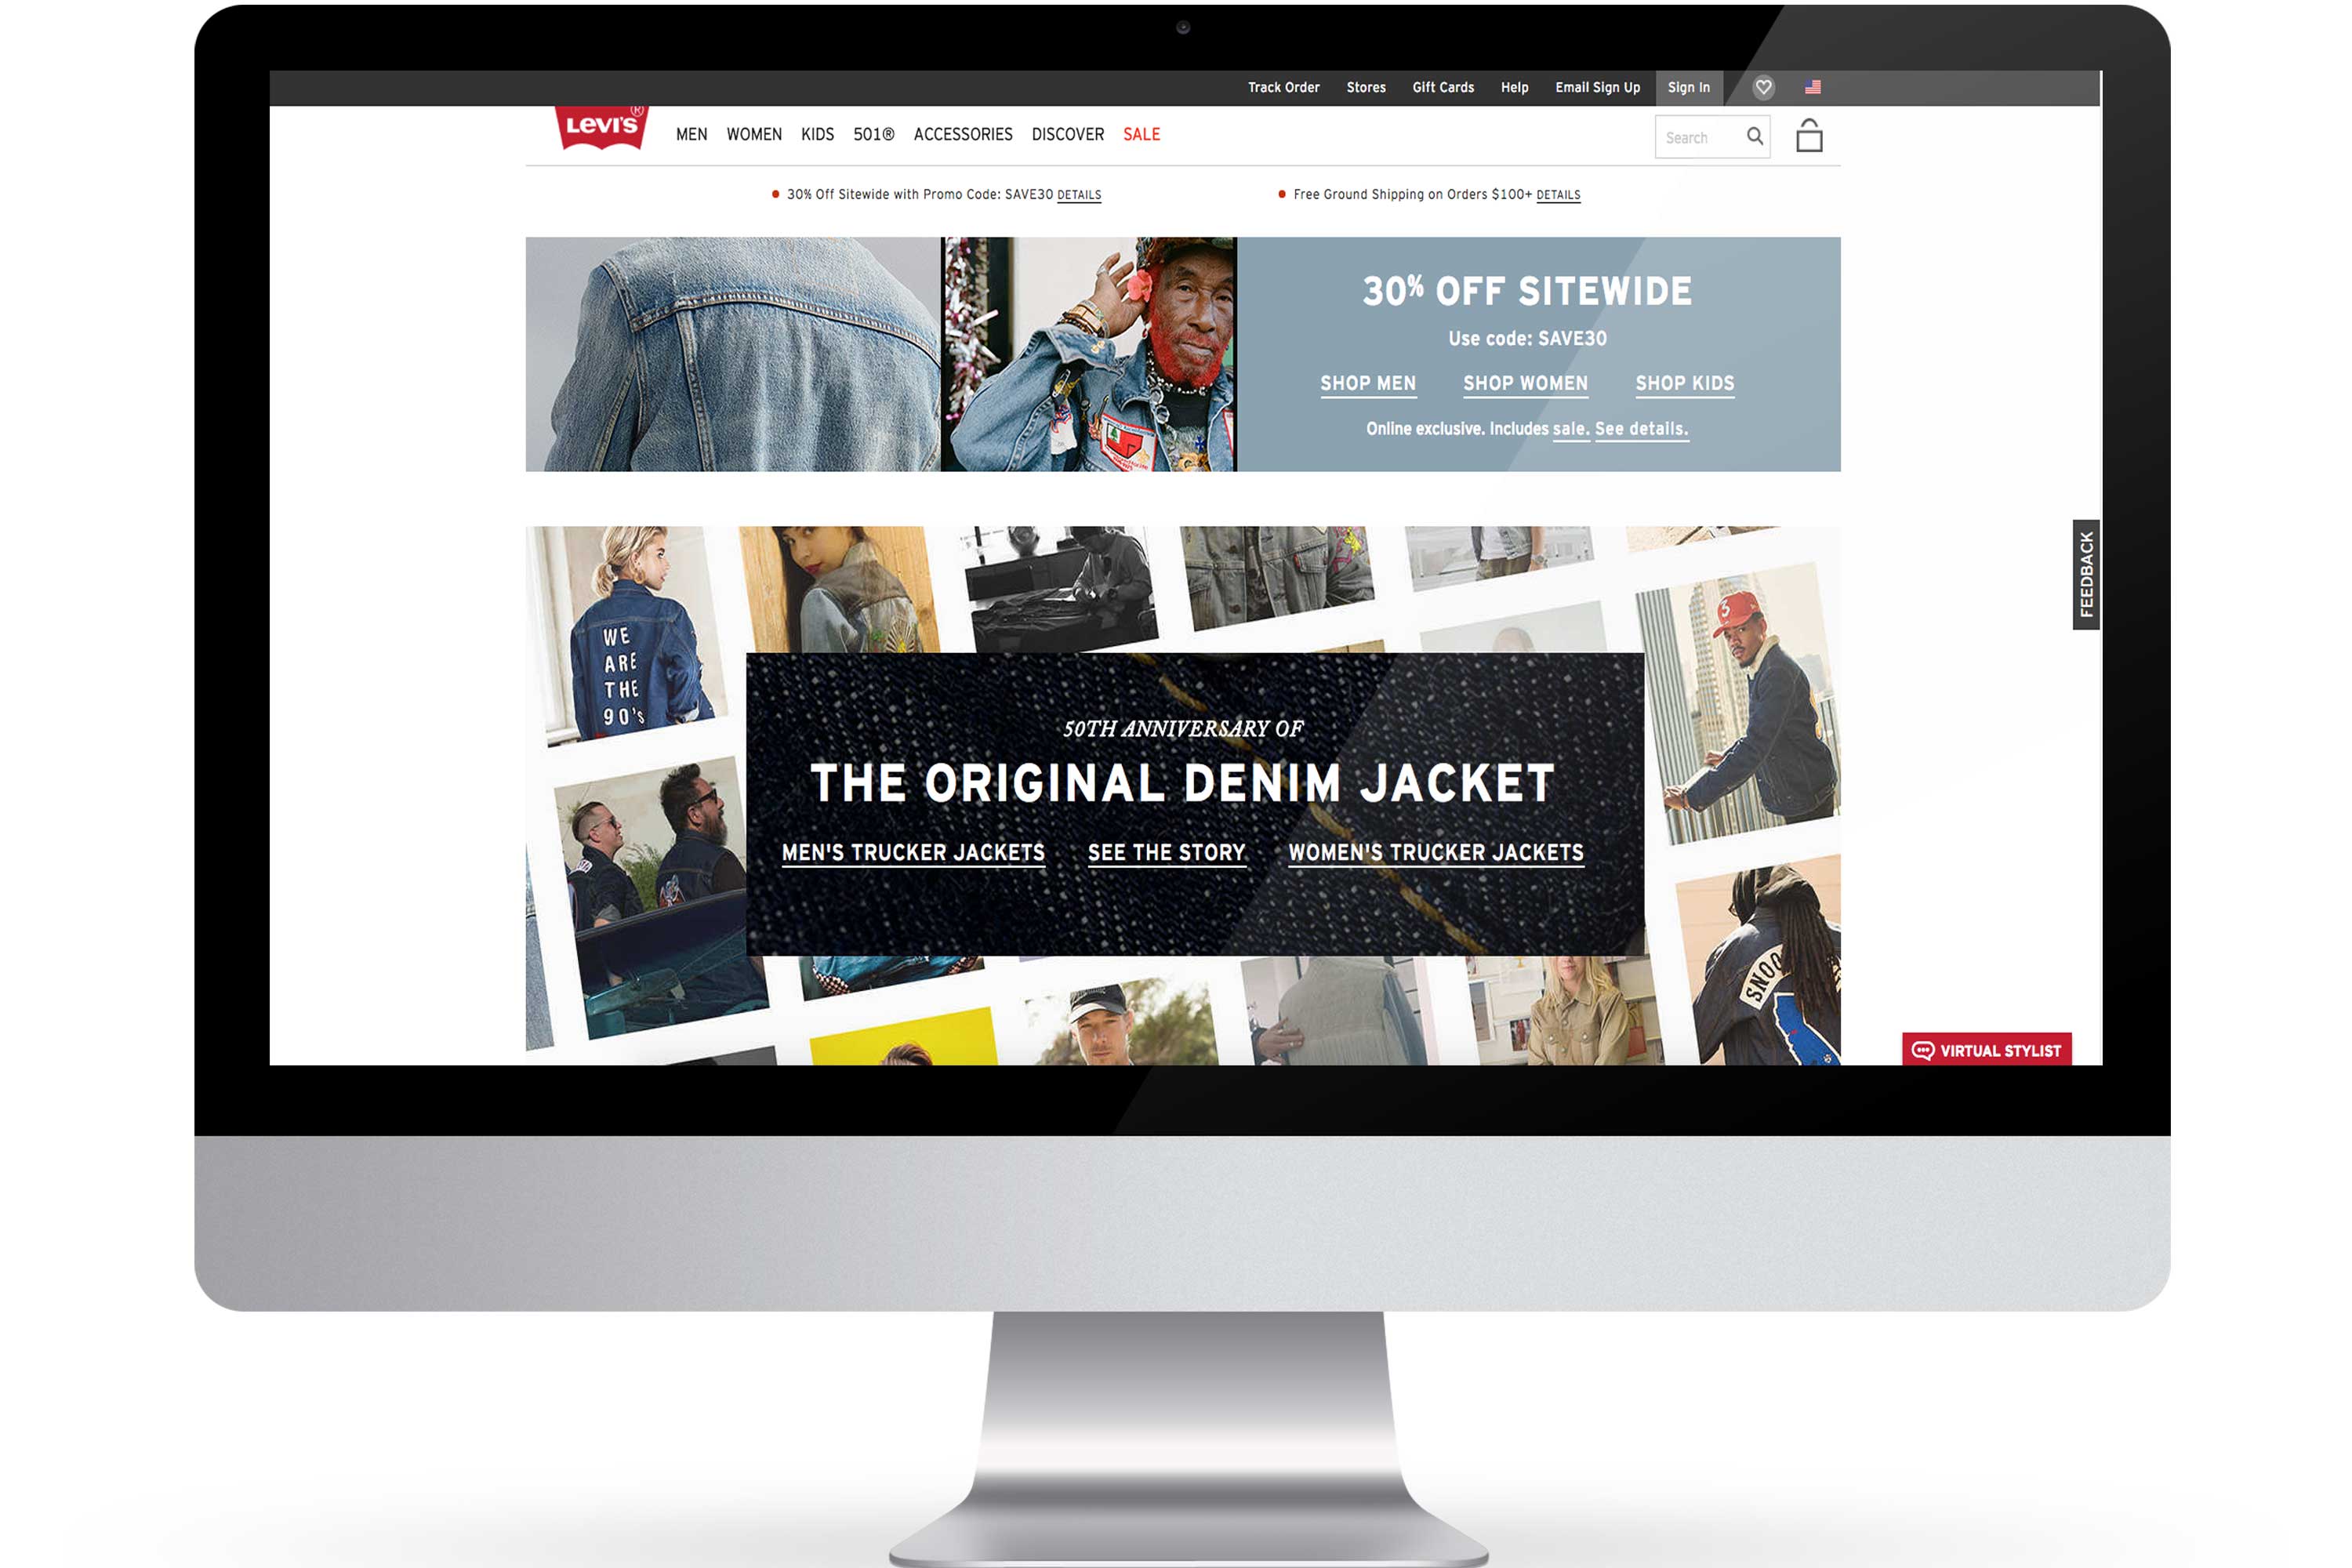 Track Order Stores Gift Cards Help Email Sign Up Sign In
LEVI'S ®
MEN WOMEN KIDS 501® ACCESSORIES DISCOVER SALE
Search
30% Off Sitewide with Promo Code: SAVE30 DETAILS
Free Ground Shipping on Orders $100+ DETAILS
30% OFF SITEWIDE
Use code: SAVE30
SHOP MEN SHOP WOMEN SHOP KIDS
Online exclusive. Includes sale. See details.
WE
ARE
THE
90's
3
FEEDBACK
50TH ANNIVERSARY OF
THE ORIGINAL DENIM JACKET
MEN'S TRUCKER JACKETS SEE THE STORY WOMEN'S TRUCKER JACKETS
SNOO
VIRTUAL STYLIST